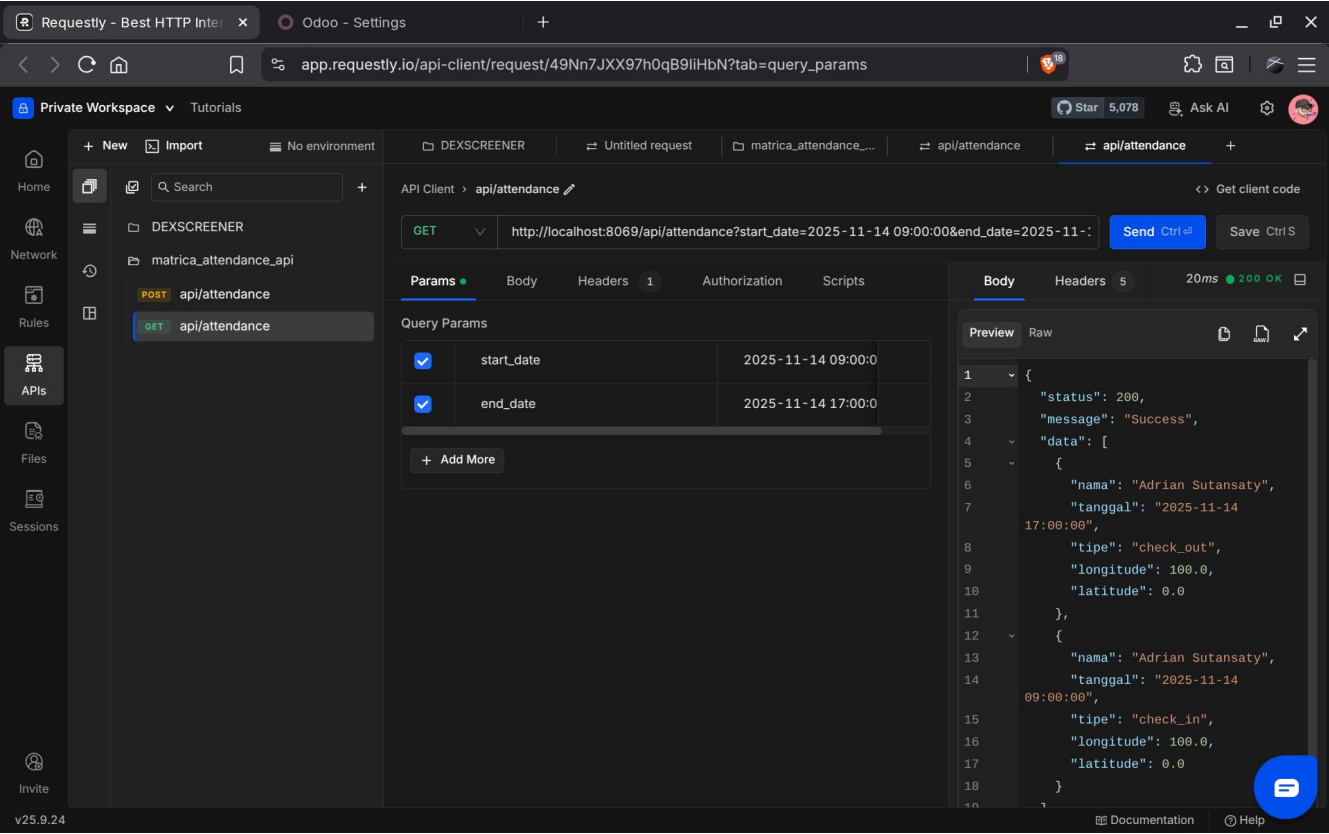 Requestly - Best HTTP Inter
Odoo - Settings
app.requestly.io/api-client/request/49Nn7JXX97h0qB9IiHbN?tab=query_params
18
Private Workspace
Tutorials
Star 5,078
Ask AI
Home
Network
Rules
APIs
Files
Sessions
Invite
v25.9.24
New
Import
No environment
Search
DEXSCREENER
matrica_attendance_api
POST api/attendance
GET api/attendance
DEXSCREENER
Untitled request
matrica_attendance_...
api/attendance
api/attendance
API Client > api/attendance
Get client code
GET
http://localhost:8069/api/attendance?start_date=2025-11-14 09:00:00&end_date=2025-11-
Send Ctrl
Save Ctrl S
Params
Body
Headers 1
Authorization
Scripts
Query Params
start_date 2025-11-14 09:00:0
end_date 2025-11-14 17:00:0
+ Add More
Body
Headers 5
20ms 200 OK
Preview
Raw
RAW
1 {
2 "status": 200,
3 "message": "Success",
4 "data": [
5 {
6 "nama": "Adrian Sutansaty",
7 "tanggal": "2025-11-14
17:00:00",
8 "tipe": "check_out",
9 "longitude": 100.0,
10 "latitude": 0.0
11 },
12 {
13 "nama": "Adrian Sutansaty",
14 "tanggal": "2025-11-14
09:00:00",
15 "tipe": "check_in",
16 "longitude": 100.0,
17 "latitude": 0.0
18 }
19 ]
Documentation
Help